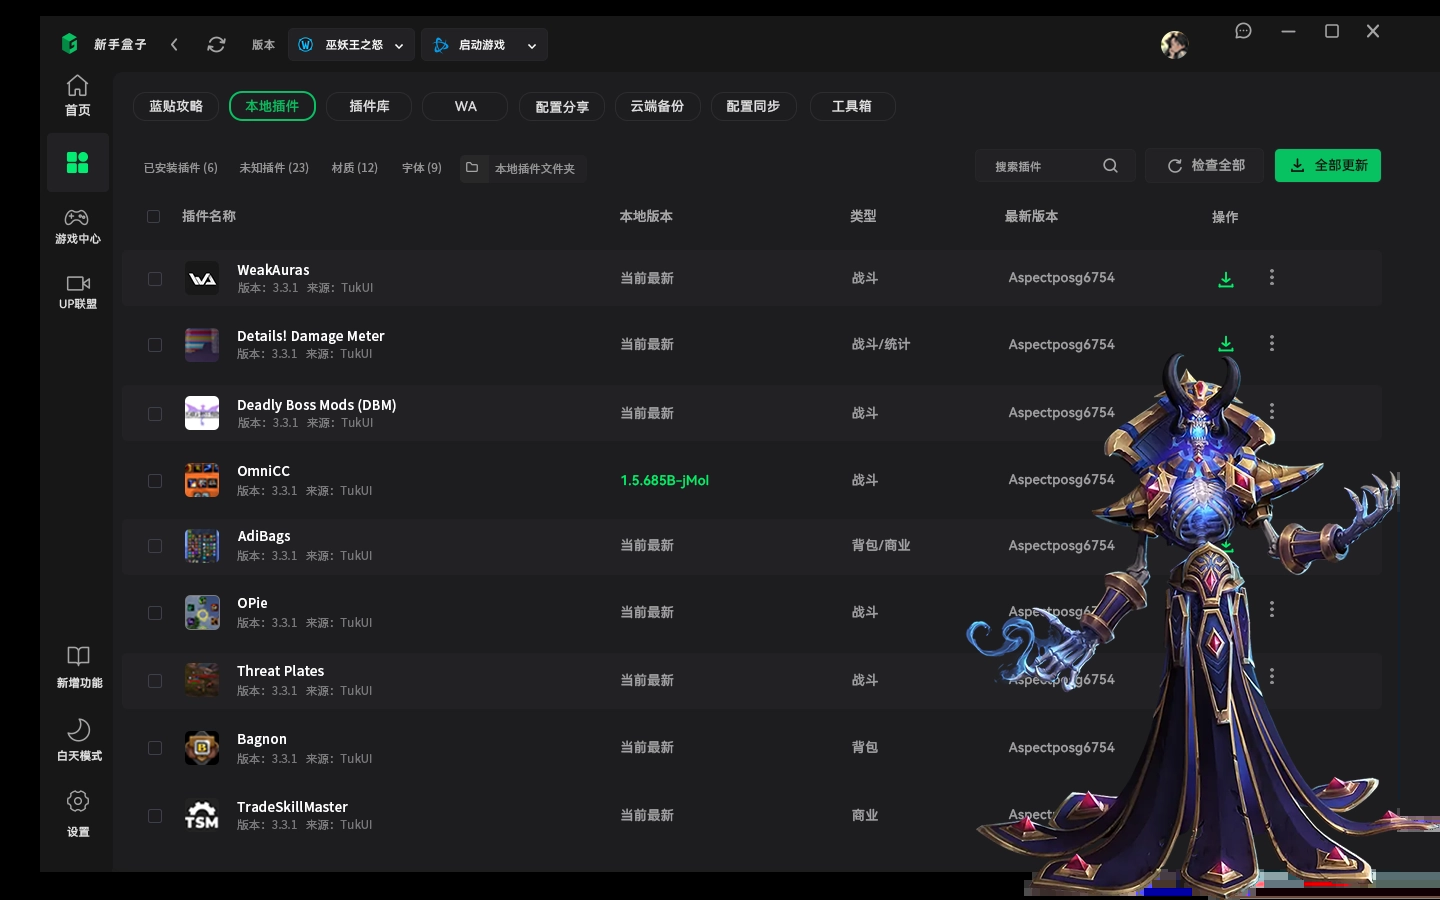 新手盒子
版本
巫妖王之怒
启动游戏
首页
游戏中心
UP联盟
新增功能
白天模式
设置
蓝贴攻略
本地插件
插件库
WA
配置分享
云端备份
配置同步
工具箱
已安装插件 (6)
未知插件 (23)
材质 (12)
字体 (9)
本地插件文件夹
搜索插件
检查全部
全部更新
插件名称
本地版本
类型
最新版本
操作
WeakAuras
版本：3.3.1 来源：TukUI
当前最新
战斗
Aspectposg6754
Details! Damage Meter
版本：3.3.1 来源：TukUI
当前最新
战斗/统计
Aspectposg6754
Deadly Boss Mods (DBM)
版本：3.3.1 来源：TukUI
当前最新
战斗
Aspectposg6754
OmniCC
版本：3.3.1 来源：TukUI
1.5.685B-jMol
战斗
Aspectposg6754
AdiBags
版本：3.3.1 来源：TukUI
当前最新
背包/商业
Aspectposg6754
OPie
版本：3.3.1 来源：TukUI
当前最新
战斗
Threat Plates
版本：3.3.1 来源：TukUI
当前最新
战斗
Aspectposg6754
B
Bagnon
版本：3.3.1 来源：TukUI
当前最新
背包
Aspectposg6754
TSM
TradeSkillMaster
版本：3.3.1 来源：TukUI
当前最新
商业